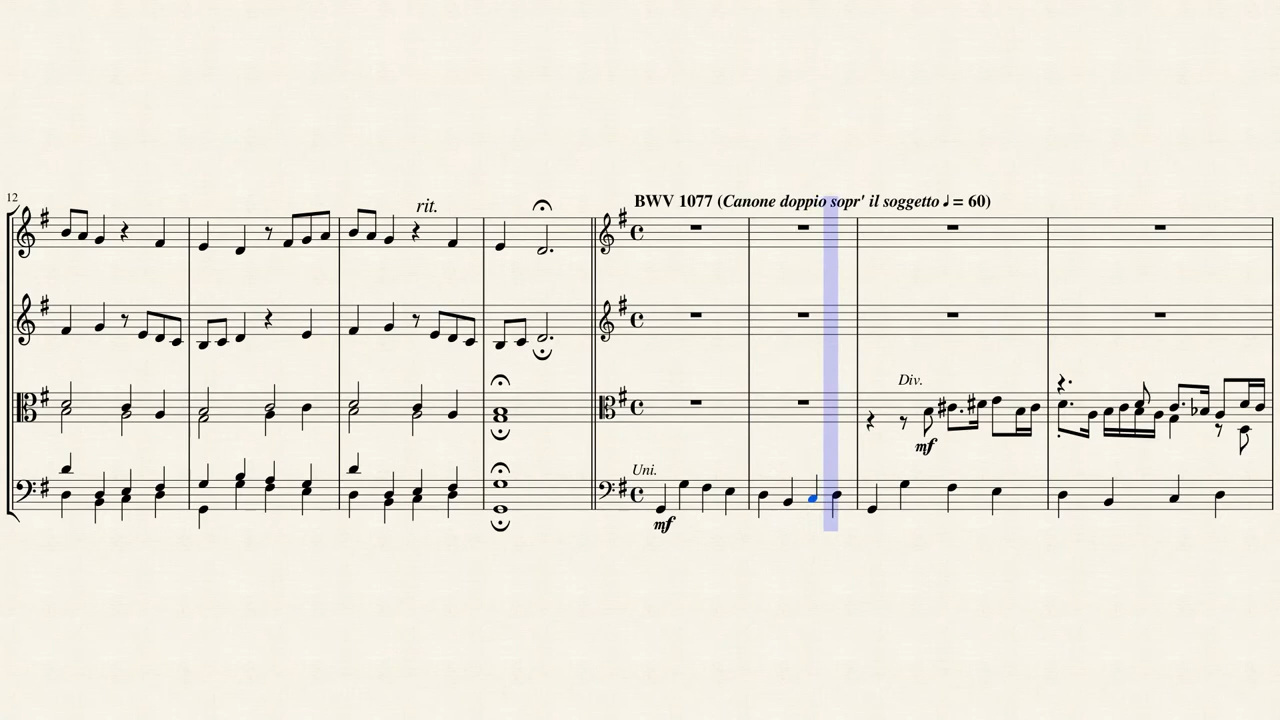 12
rit.
BWV 1077 (Canone doppio sopr' il soggetto ♩ = 60)
Div.
mf
Uni.
mf